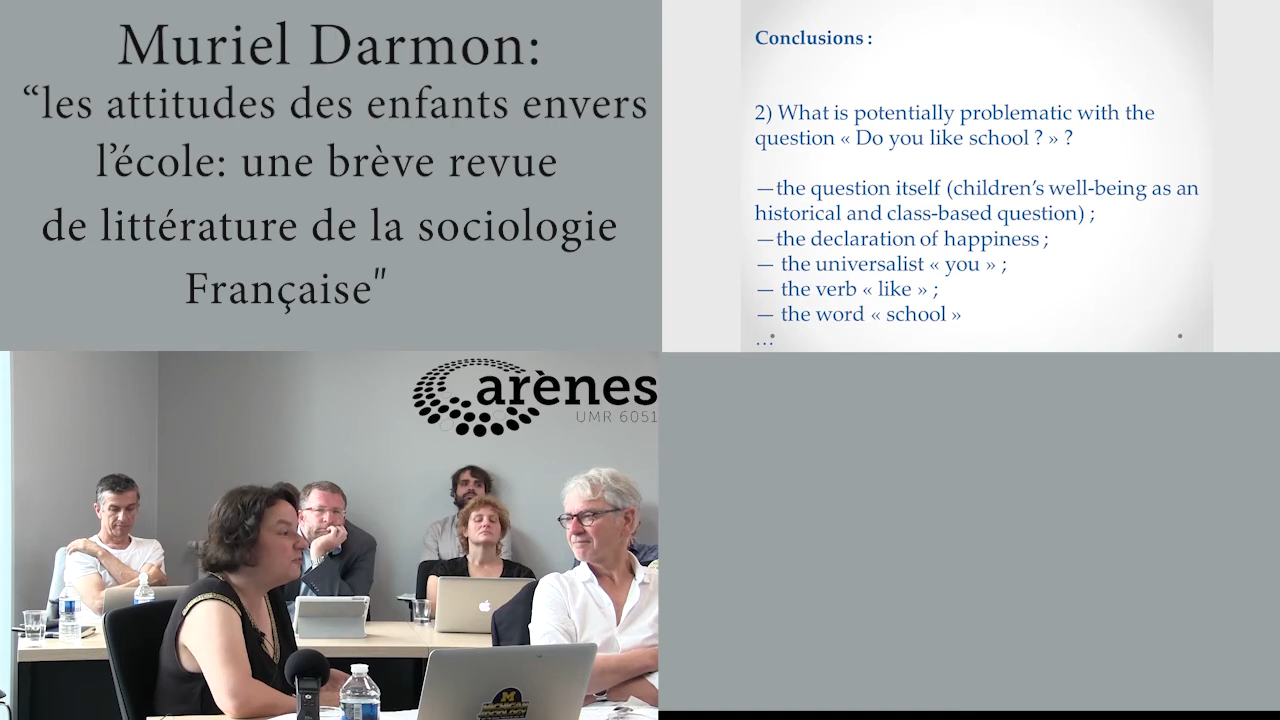 Muriel Darmon:
“les attitudes des enfants envers
l’école: une brève revue
de littérature de la sociologie
Française"
Conclusions :
2) What is potentially problematic with the
question « Do you like school ? » ?
—the question itself (children’s well-being as an
historical and class-based question) ;
—the declaration of happiness ;
— the universalist « you » ;
— the verb « like » ;
— the word « school »
…
arènes
UMR 6051
M
MICHIGAN
SOCIOLOGY